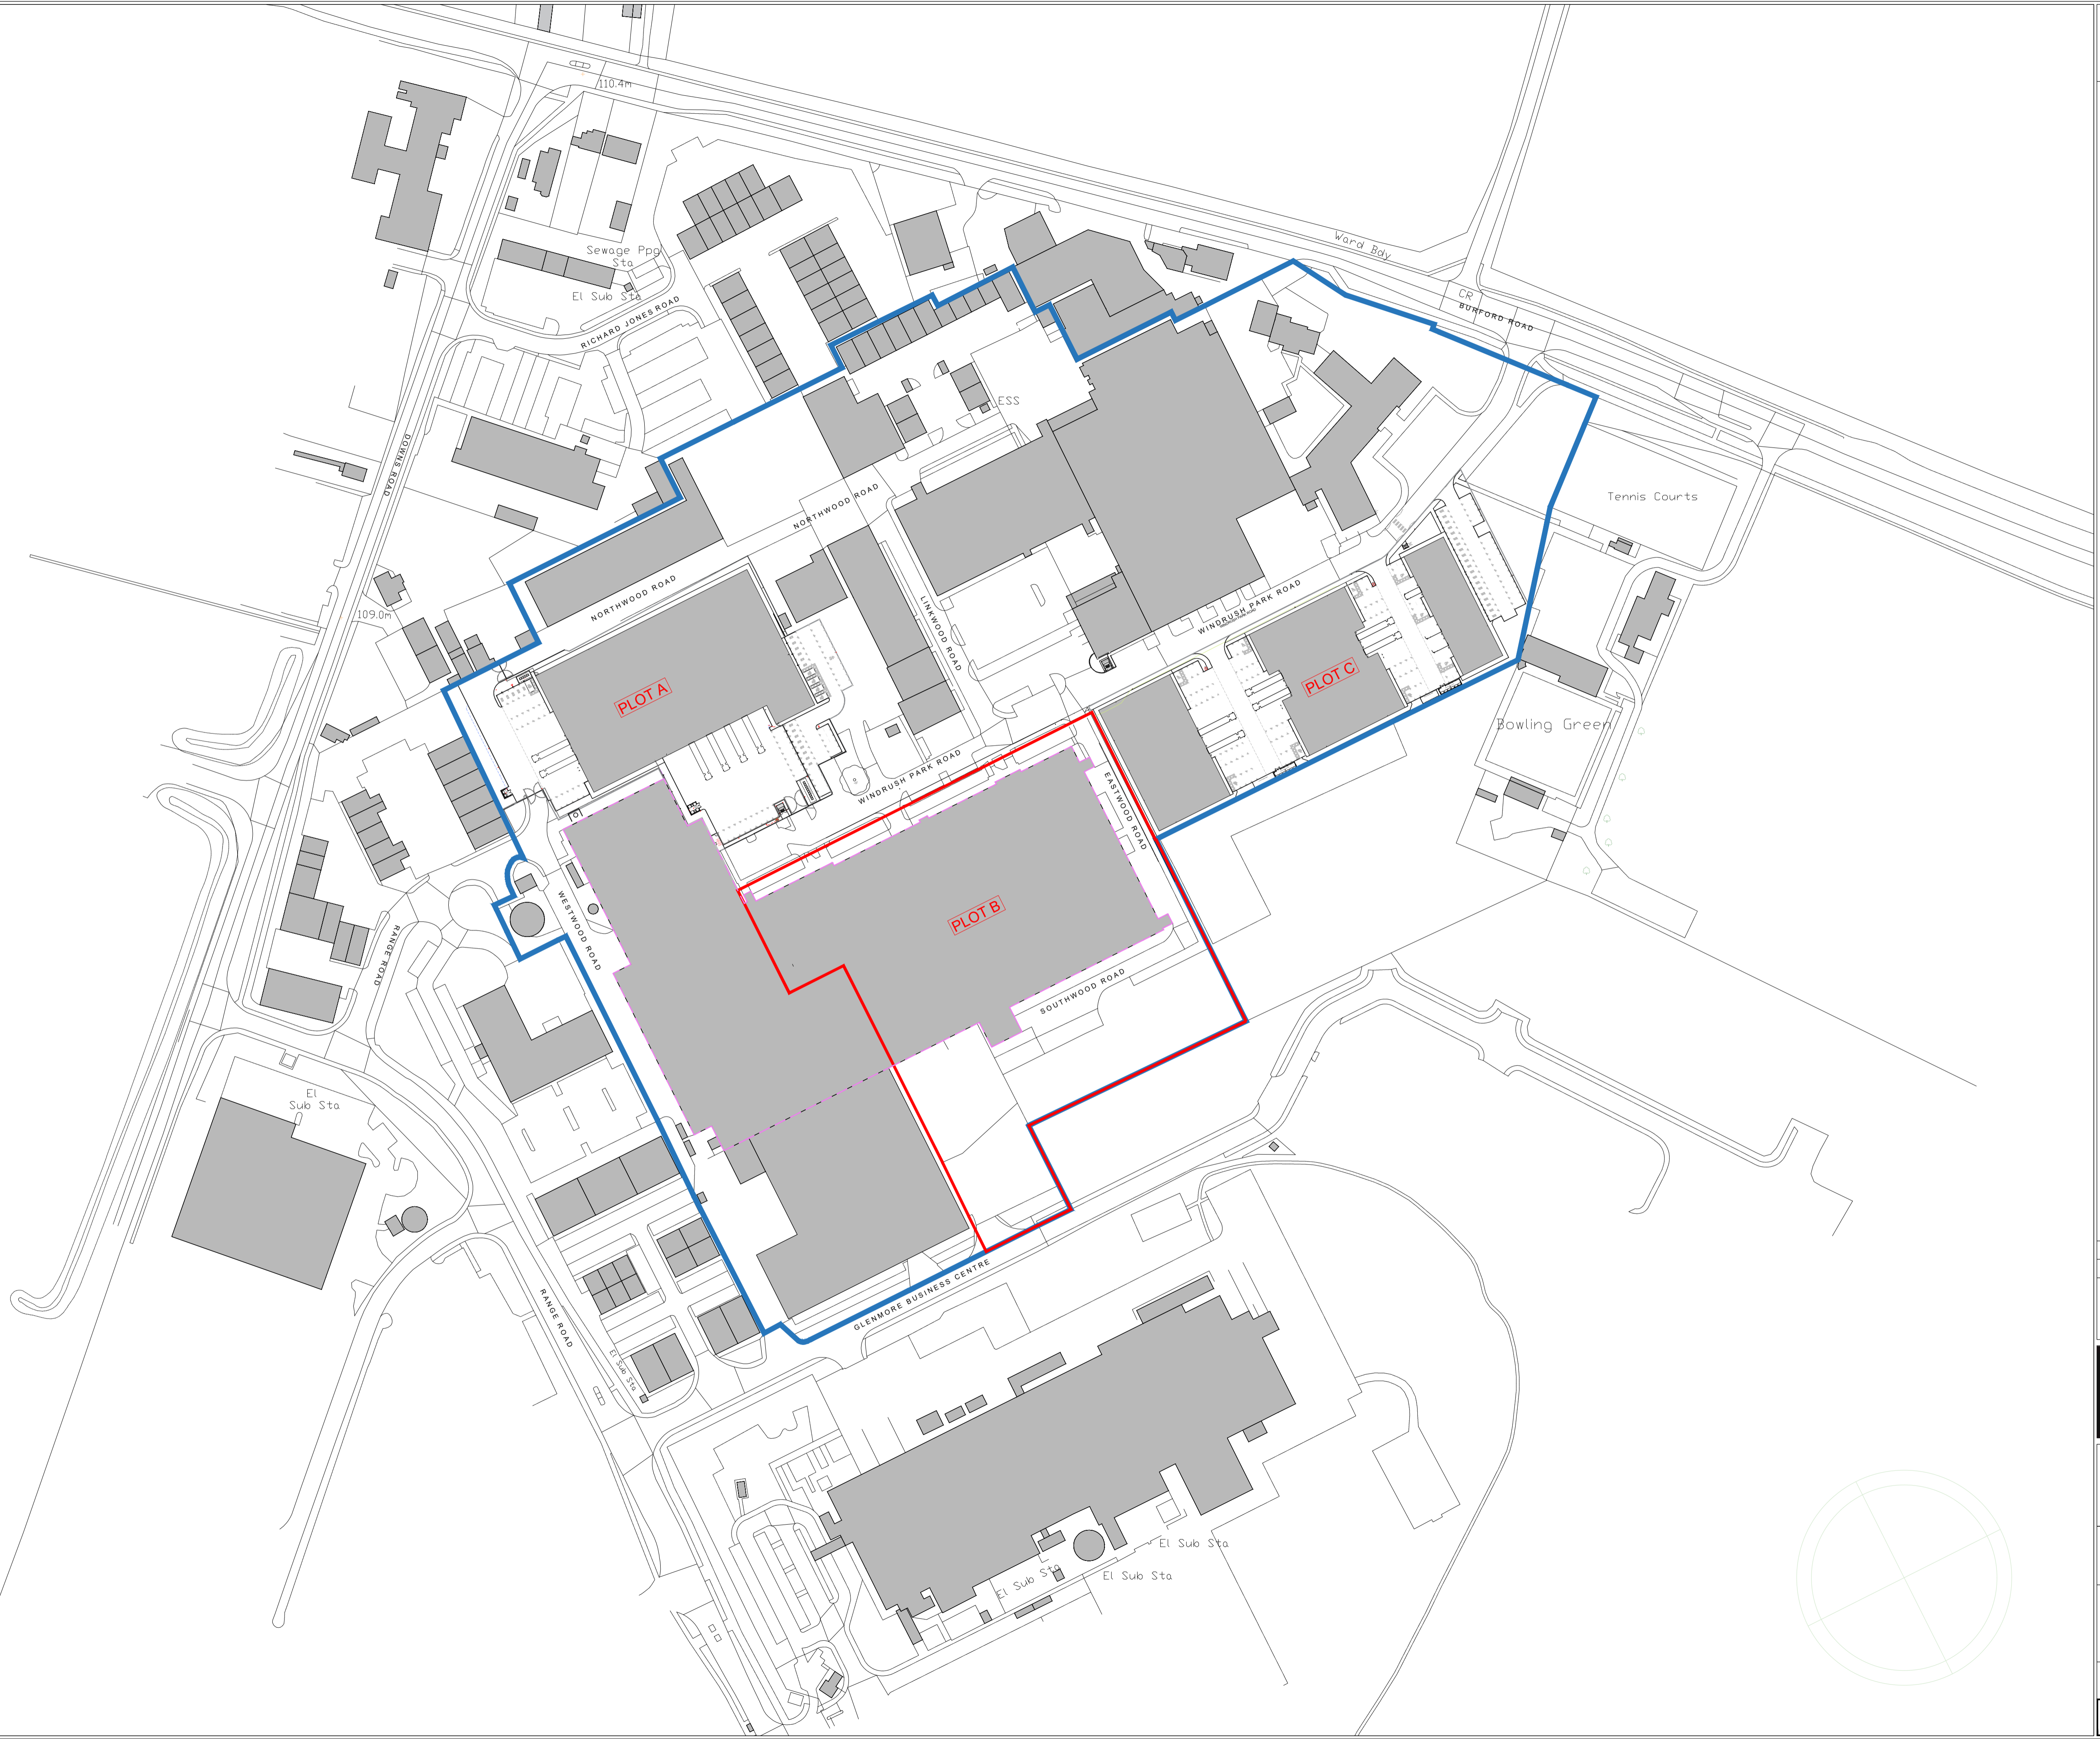 110.4m
Ward Bdy
Sewage Ppg
Sta
El Sub Sta
CR
BURFORD ROAD
RICHARD JONES ROAD
ESS
DOWNS ROAD
NORTHWOOD ROAD
Tennis Courts
NORTHWOOD ROAD
LINKWOOD ROAD
WINDRUSH PARK ROAD
109.0m
PLOT A
PLOT C
Bowling Green
WINDRUSH PARK ROAD
EASTWOOD ROAD
PLOT B
WESTWOOD ROAD
RANGE ROAD
SOUTHWOOD ROAD
El
Sub Sta
GLENMORE BUSINESS CENTRE
RANGE ROAD
El Sub Sta
El Sub Sta
El Sub Sta
El Sub Sta